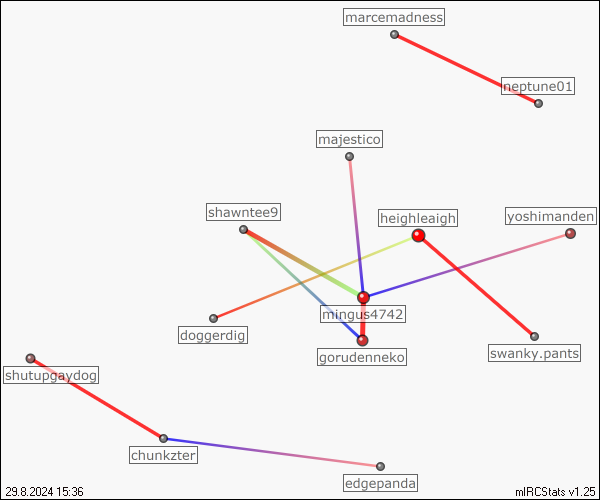 marcemadness
neptune01
majestico
shawntee9
heighleaigh
yoshimanden
mingus4742
doggerdig
gorudenneko
swanky.pants
shutupgaydog
chunkzter
edgepanda
29.8.2024 15:36
mIRCStats v1.25